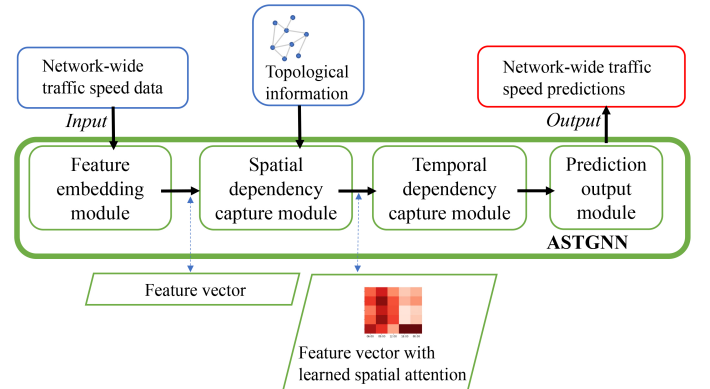 Network-wide
traffic speed data
Topological
information
Network-wide traffic
speed predictions
Input
Output
Feature
embedding
module
Spatial
dependency
capture module
Temporal
dependency
capture module
Prediction
output
module
ASTGNN
Feature vector
Feature vector with
learned spatial attention